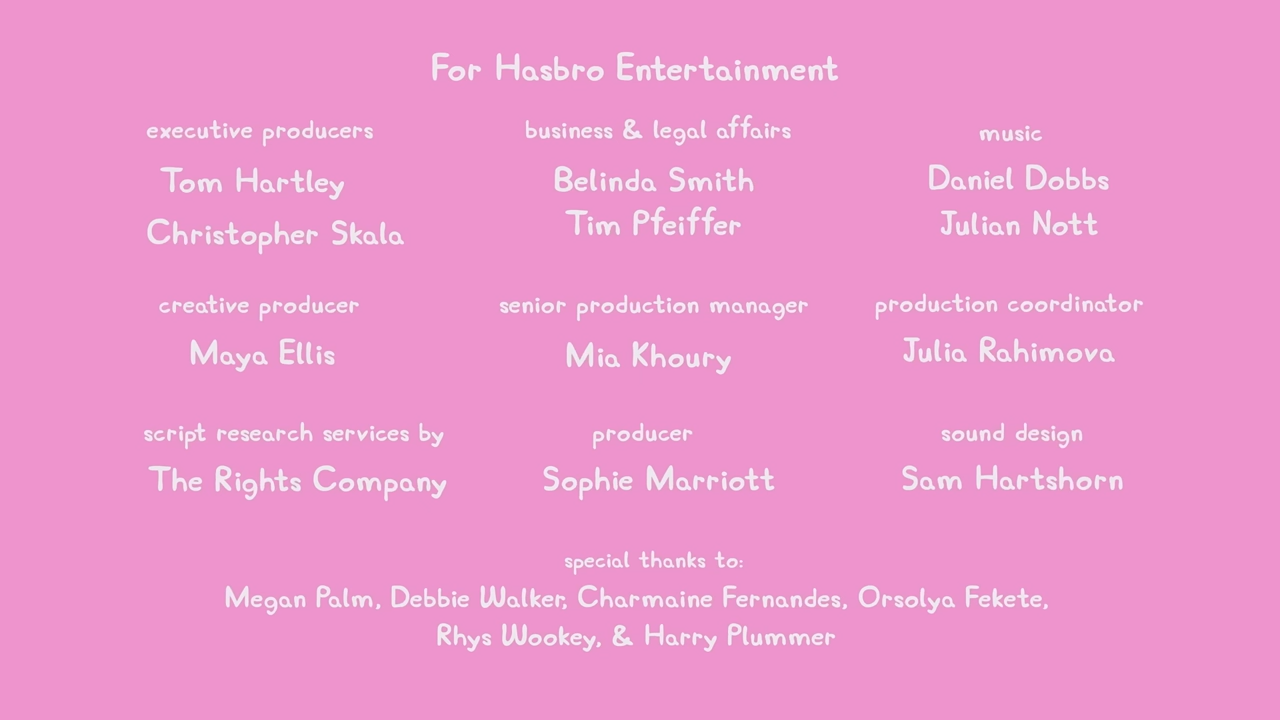 For Hasbro Entertainment
executive producers
Tom Hartley
Christopher Skala
business & legal affairs
Belinda Smith
Tim Pfeiffer
music
Daniel Dobbs
Julian Nott
creative producer
Maya Ellis
senior production manager
Mia Khoury
production coordinator
Julia Rahimova
script research services by
The Rights Company
producer
Sophie Marriott
sound design
Sam Hartshorn
special thanks to:
Megan Palm, Debbie Walker, Charmaine Fernandes, Orsolya Fekete,
Rhys Wookey, & Harry Plummer